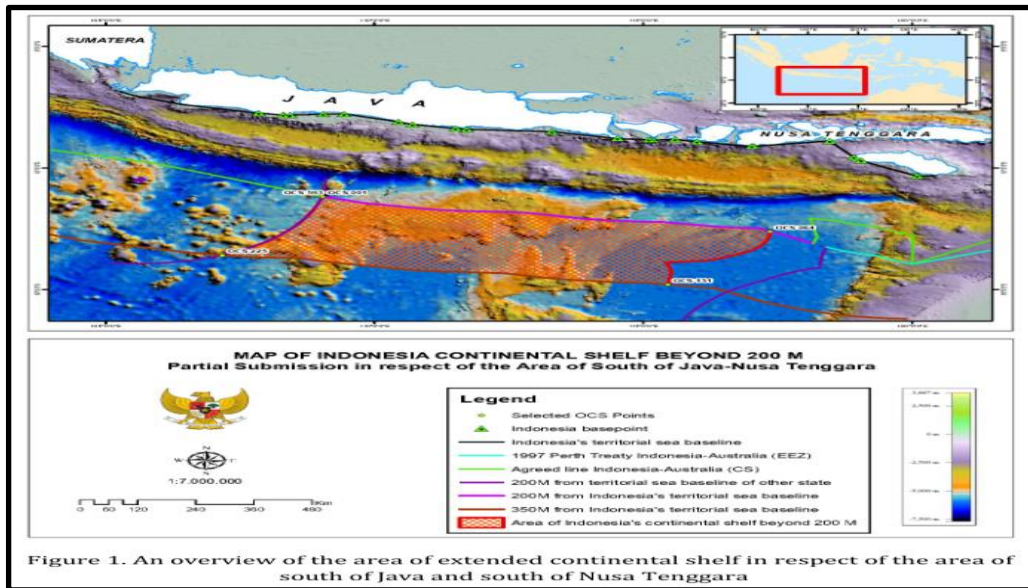 SUMATERA
J A V A
NUSA TENGGARA
OCS 225
MAP OF INDONESIA CONTINENTAL SHELF BEYOND 200 M
Partial Submission in respect of the Area of South of Java-Nusa Tenggara
N
W
S
1:7.000.000
0 60 120 240 360 480
Km
Legend
Selected OCS Points
Indonesia basepoint
Indonesia's territorial sea baseline
1997 Perth Treaty Indonesia-Australia (EEZ)
Agreed line Indonesia-Australia (CS)
200M from territorial sea baseline of other state
200M from Indonesia's territorial sea baseline
350M from Indonesia's territorial sea baseline
Area of Indonesia's continental shelf beyond 200 M
Figure 1. An overview of the area of extended continental shelf in respect of the area of
south of Java and south of Nusa Tenggara